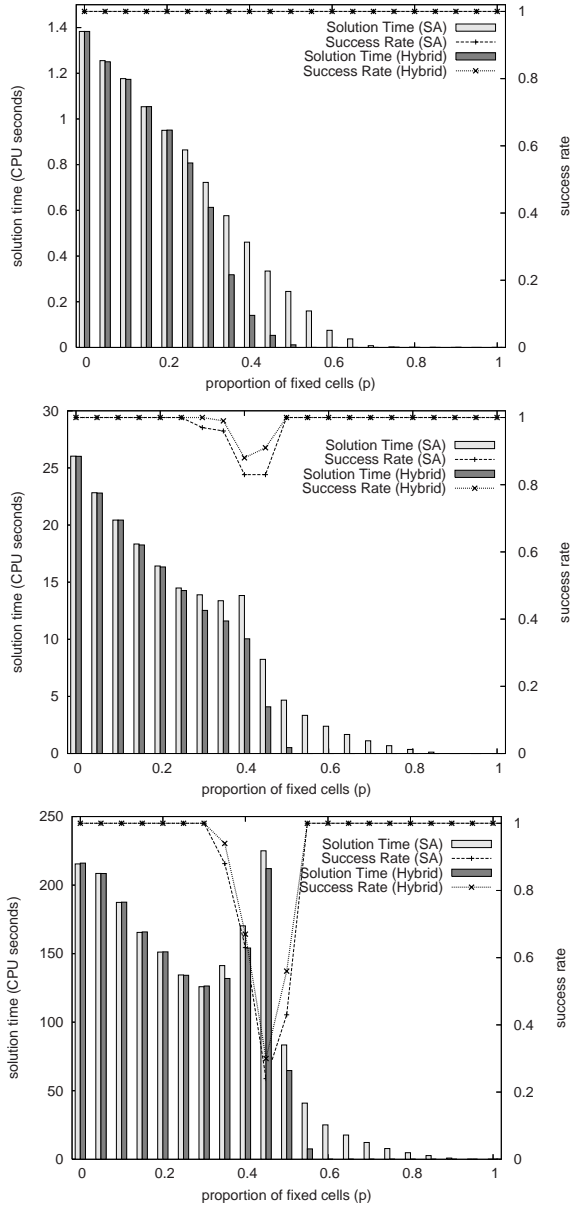 Solution Time (SA)
Success Rate (SA)
Solution Time (Hybrid)
Success Rate (Hybrid)
solution time (CPU seconds)
1.4
1.2
1
0.8
0.6
0.4
0.2
0
1
0.8
0.6
0.4
0.2
0
success rate
0 0.2 0.4 0.6 0.8 1
proportion of fixed cells (p)
Solution Time (SA)
Success Rate (SA)
Solution Time (Hybrid)
Success Rate (Hybrid)
solution time (CPU seconds)
30
25
20
15
10
5
0
1
0.8
0.6
0.4
0.2
0
success rate
0 0.2 0.4 0.6 0.8 1
proportion of fixed cells (p)
Solution Time (SA)
Success Rate (SA)
Solution Time (Hybrid)
Success Rate (Hybrid)
solution time (CPU seconds)
250
200
150
100
50
0
1
0.8
0.6
0.4
0.2
0
success rate
0 0.2 0.4 0.6 0.8 1
proportion of fixed cells (p)